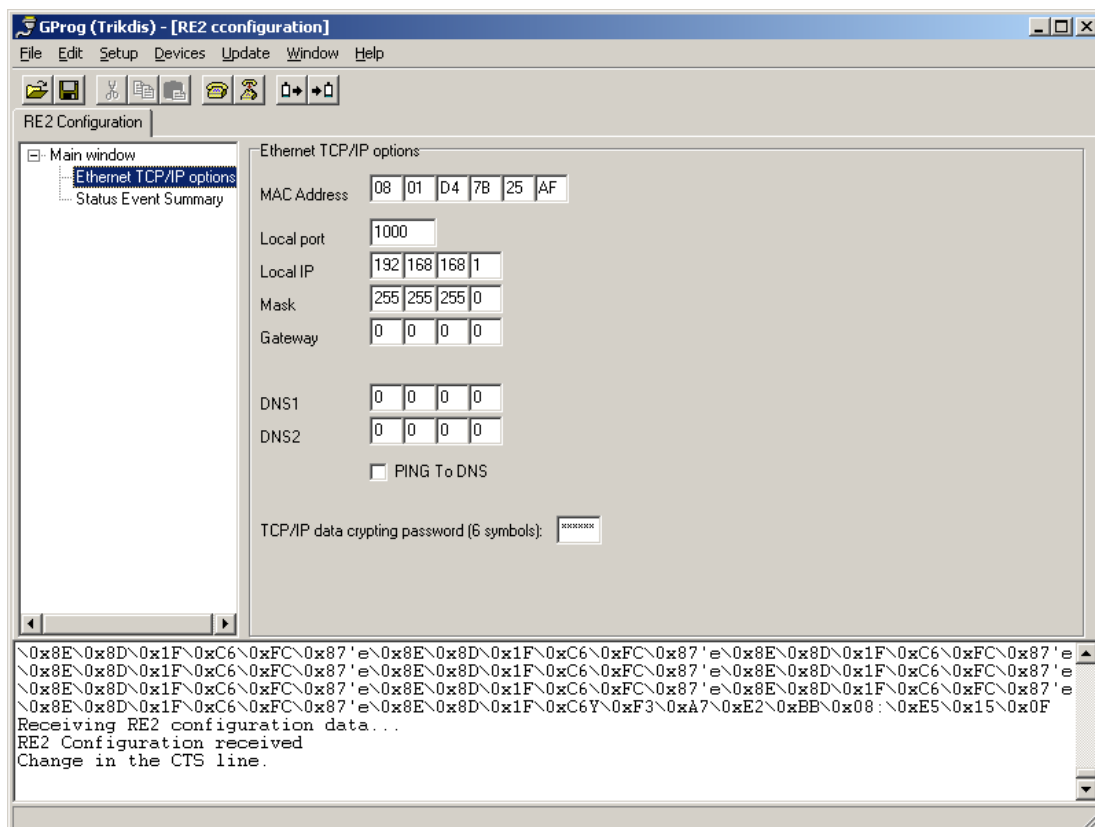 GProg (Trikdis) - [RE2 cconfiguration]
File Edit Setup Devices Update Window Help
RE2 Configuration
Main window
Ethernet TCP/IP options
Status Event Summary
Ethernet TCP/IP options
MAC Address 08 01 D4 7B 25 AF
Local port 1000
Local IP 192 168 168 1
Mask 255 255 255 0
Gateway 0 0 0 0
DNS1 0 0 0 0
DNS2 0 0 0 0
PING To DNS
TCP/IP data crypting password (6 symbols): ******
\0x8E\0x8D\0x1F\0xC6\0xFC\0x87'e\0x8E\0x8D\0x1F\0xC6\0xFC\0x87'e\0x8E\0x8D\0x1F\0xC6\0xFC\0x87'e
\0x8E\0x8D\0x1F\0xC6\0xFC\0x87'e\0x8E\0x8D\0x1F\0xC6\0xFC\0x87'e\0x8E\0x8D\0x1F\0xC6\0xFC\0x87'e
\0x8E\0x8D\0x1F\0xC6\0xFC\0x87'e\0x8E\0x8D\0x1F\0xC6\0xFC\0x87'e\0x8E\0x8D\0x1F\0xC6\0xFC\0x87'e
\0x8E\0x8D\0x1F\0xC6\0xFC\0x87'e\0x8E\0x8D\0x1F\0xC6Y\0xF3\0xA7\0xE2\0xBB\0x08:\0xE5\0x15\0x0F
Receiving RE2 configuration data...
RE2 Configuration received
Change in the CTS line.